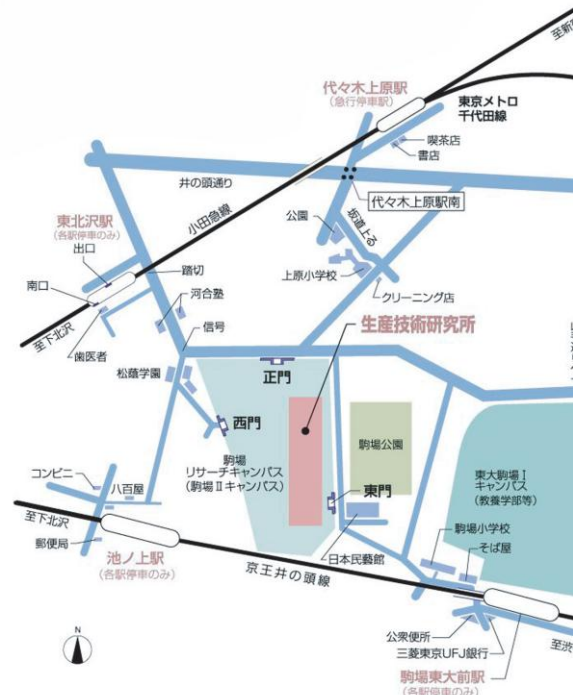 至新
代々木上原駅
(急行停車駅)
東京メトロ
千代田線
喫茶店
書店
井の頭通り
代々木上原駅南
小田急線
公園
坂道上る
東北沢駅
(各駅停車のみ)
出口
踏切
上原小学校
南口
河合塾
クリーニング店
至下北沢
信号
生産技術研究所
歯医者
松蔭学園
正門
西門
駒場公園
駒場
リサーチキャンパス
(駒場Ⅱキャンパス)
東大駒場Ⅰ
キャンパス
(教養学部等)
コンビニ
八百屋
東門
至下北沢
駒場小学校
そば屋
郵便局
池ノ上駅
(各駅停車のみ)
日本民藝館
京王井の頭線
公衆便所
三菱東京UFJ銀行
至渋
N
駒場東大前駅
(各駅停車のみ)